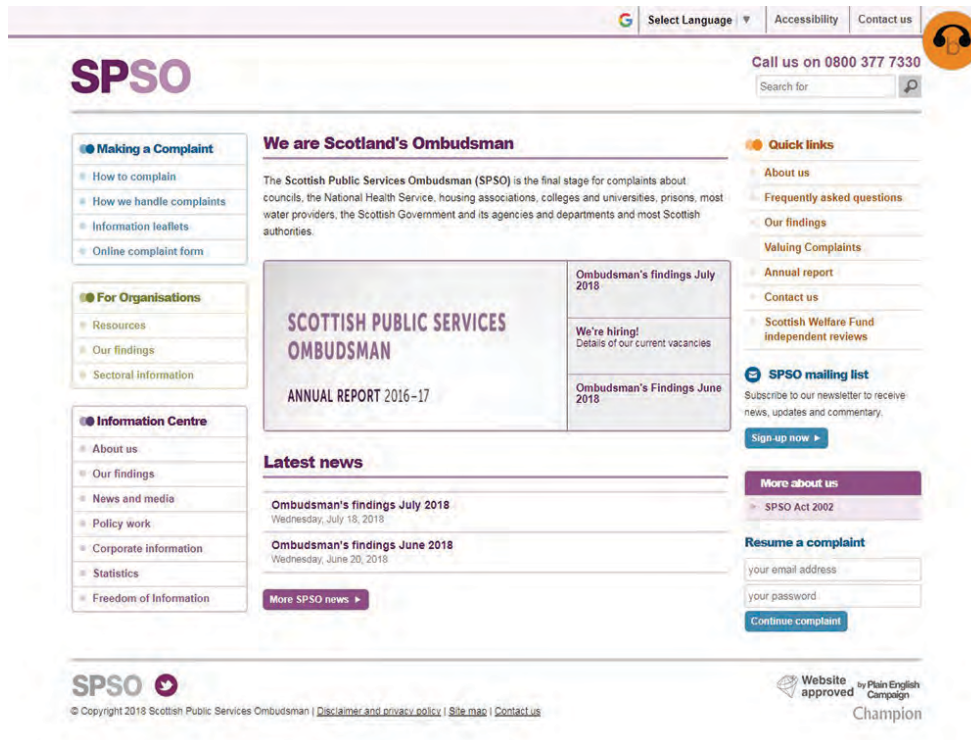 Select Language ▼
Accessibility
Contact us
SPSO
Call us on 0800 377 7330
Search for
Making a Complaint
How to complain
How we handle complaints
Information leaflets
Online complaint form
For Organisations
Resources
Our findings
Sectoral information
Information Centre
About us
Our findings
News and media
Policy work
Corporate information
Statistics
Freedom of Information
We are Scotland's Ombudsman
The Scottish Public Services Ombudsman (SPSO) is the final stage for complaints about
councils, the National Health Service, housing associations, colleges and universities, prisons, most
water providers, the Scottish Government and its agencies and departments and most Scottish
authorities.
SCOTTISH PUBLIC SERVICES
OMBUDSMAN
ANNUAL REPORT 2016–17
Ombudsman's findings July
2018
We're hiring!
Details of our current vacancies
Ombudsman's Findings June
2018
Latest news
Ombudsman's findings July 2018
Wednesday, July 18, 2018
Ombudsman's findings June 2018
Wednesday, June 20, 2018
More SPSO news
Quick links
About us
Frequently asked questions
Our findings
Valuing Complaints
Annual report
Contact us
Scottish Welfare Fund
independent reviews
SPSO mailing list
Subscribe to our newsletter to receive
news, updates and commentary.
Sign-up now
More about us
SPSO Act 2002
Resume a complaint
your email address
your password
Continue complaint
SPSO
© Copyright 2018 Scottish Public Services Ombudsman | Disclaimer and privacy policy | Site map | Contact us
Website
approved
by Plain English
Campaign
Champion